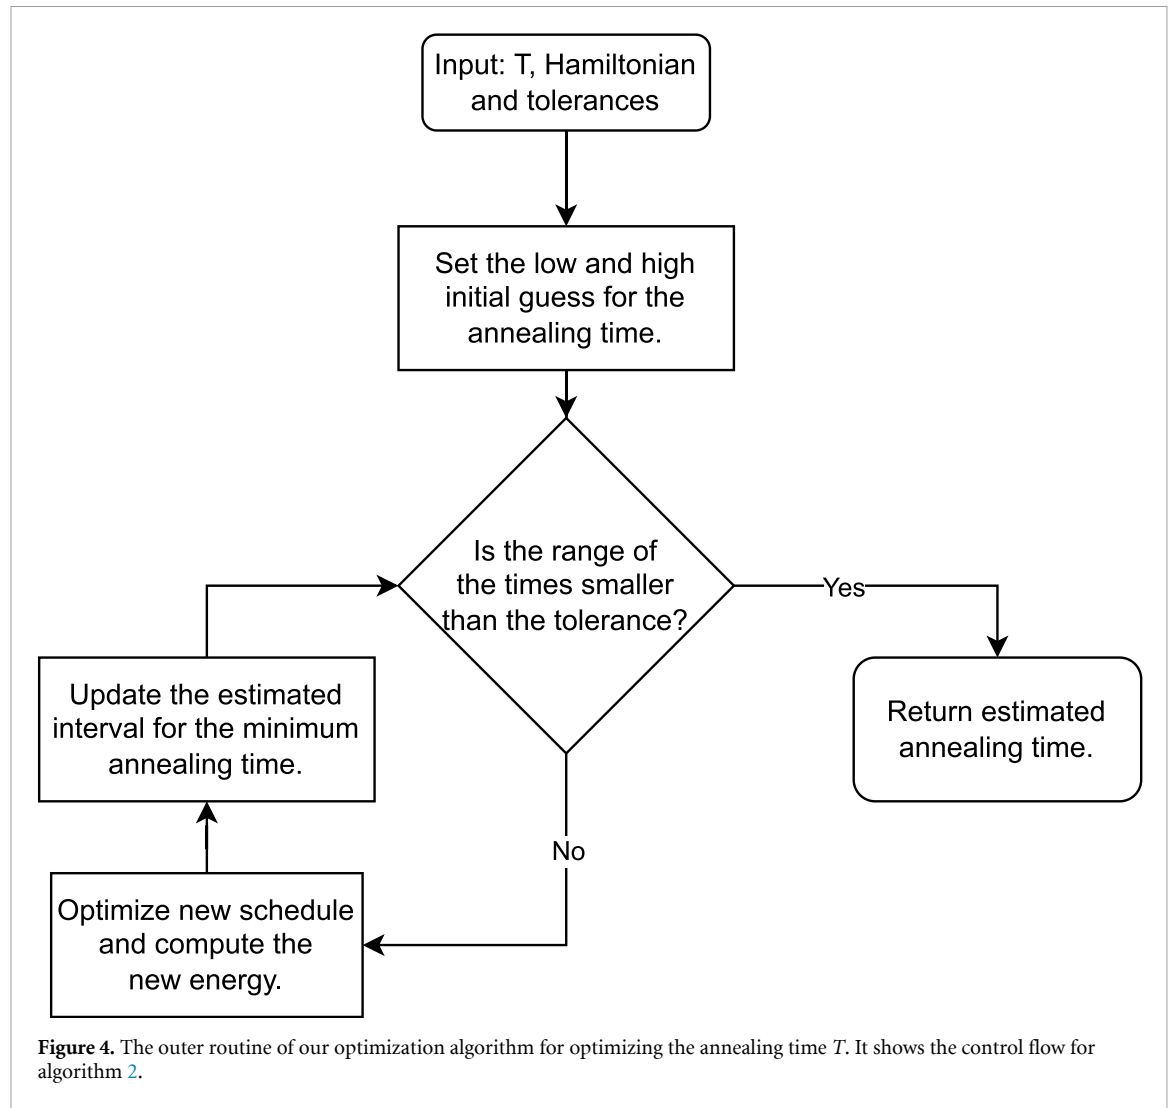 Input: T, Hamiltonian
and tolerances
Set the low and high
initial guess for the
annealing time.
Is the range of
the times smaller
than the tolerance?
Yes
Update the estimated
interval for the minimum
annealing time.
Return estimated
annealing time.
No
Optimize new schedule
and compute the
new energy.
Figure 4. The outer routine of our optimization algorithm for optimizing the annealing time T. It shows the control flow for
algorithm 2.